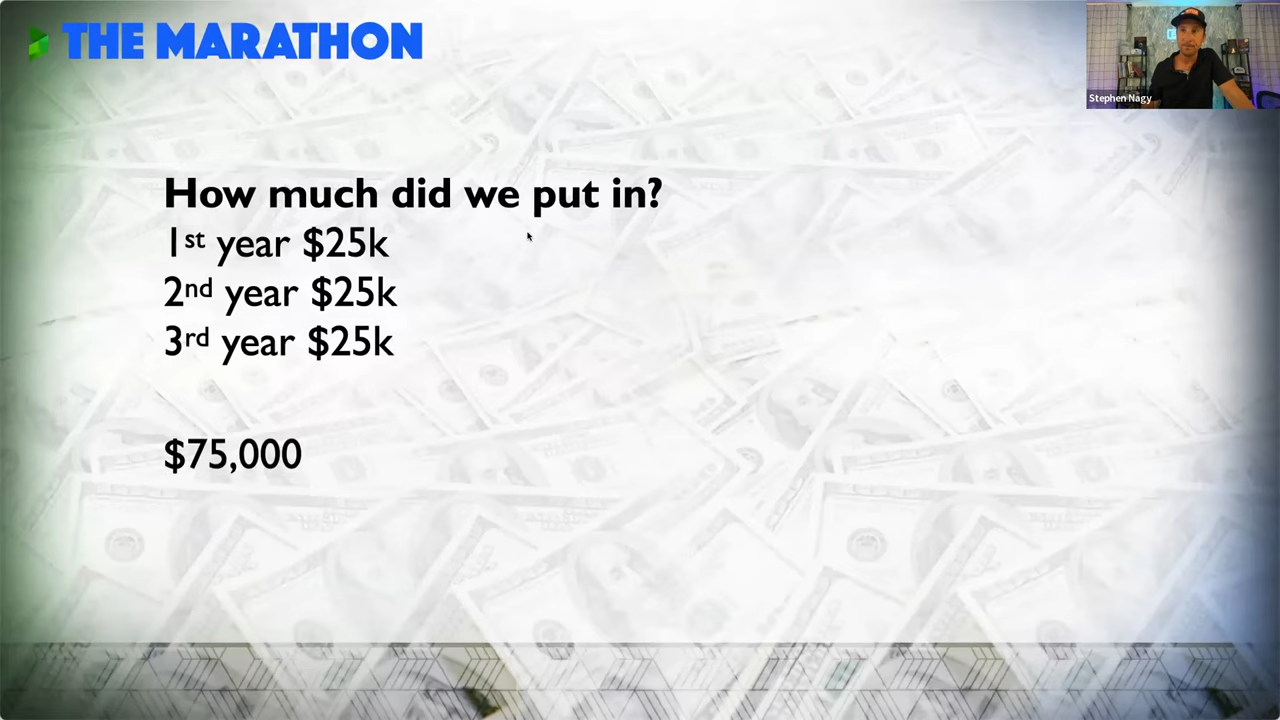 THE MARATHON
Stephen Nagy
How much did we put in?
1st year $25k
2nd year $25k
3rd year $25k
$75,000